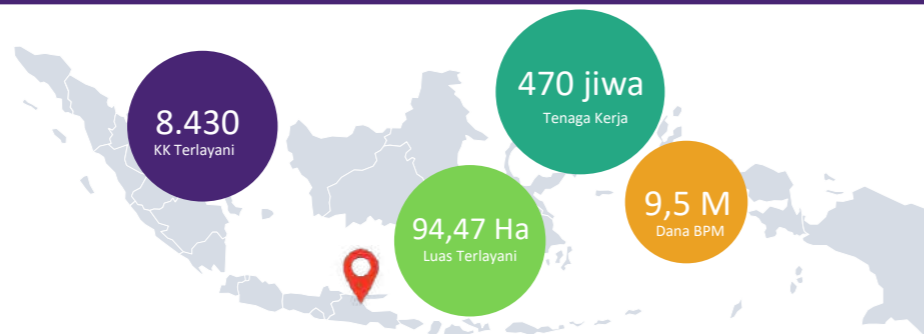 8.430
KK Terlayani
470 jiwa
Tenaga Kerja
94,47 Ha
Luas Terlayani
9,5 M
Dana BPM